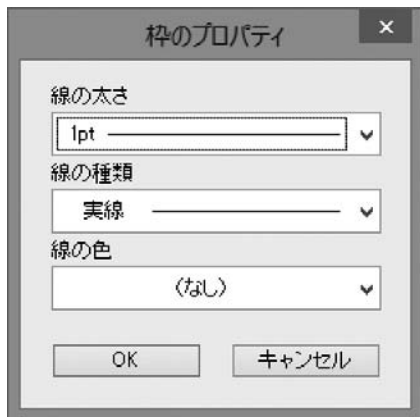 枠のプロパティ
線の太さ
1pt
線の種類
実線
線の色
(なし)
OK
キャンセル